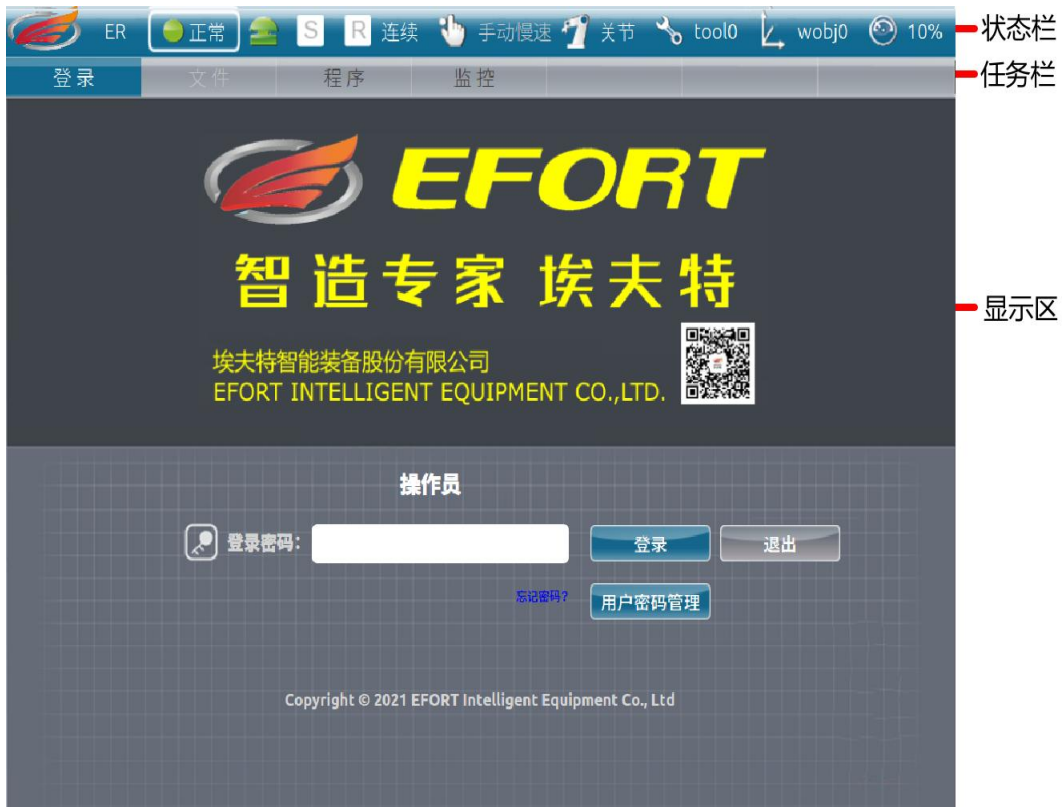 ER 正常 S R 连续 手动慢速 关节 tool0 wobj0 10% 状态栏
登录 文件 程序 监控 任务栏
EFORT
智造专家 埃夫特
显示区
埃夫特智能装备股份有限公司
EFORT INTELLIGENT EQUIPMENT CO.,LTD.
操作员
登录密码: 登录 退出
忘记密码? 用户密码管理
Copyright © 2021 EFORT Intelligent Equipment Co., Ltd